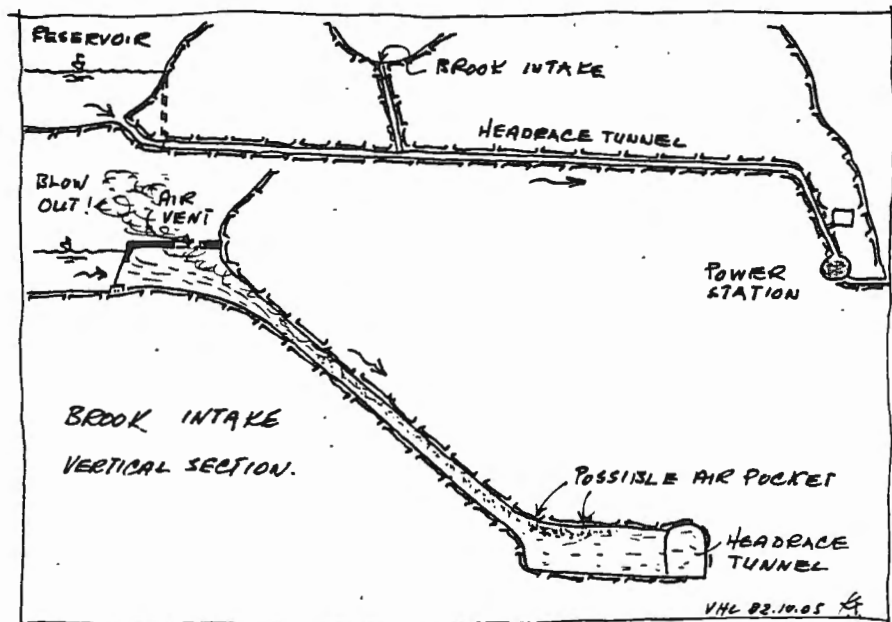 RESERVOIR
BROOK INTAKE
HEADRACE TUNNEL
BLOW
OUT!
AIR
VENT
POWER
STATION
BROOK INTAKE
VERTICAL SECTION.
POSSIBLE AIR POCKET
HEADRACE
TUNNEL
VHL 82.10.05